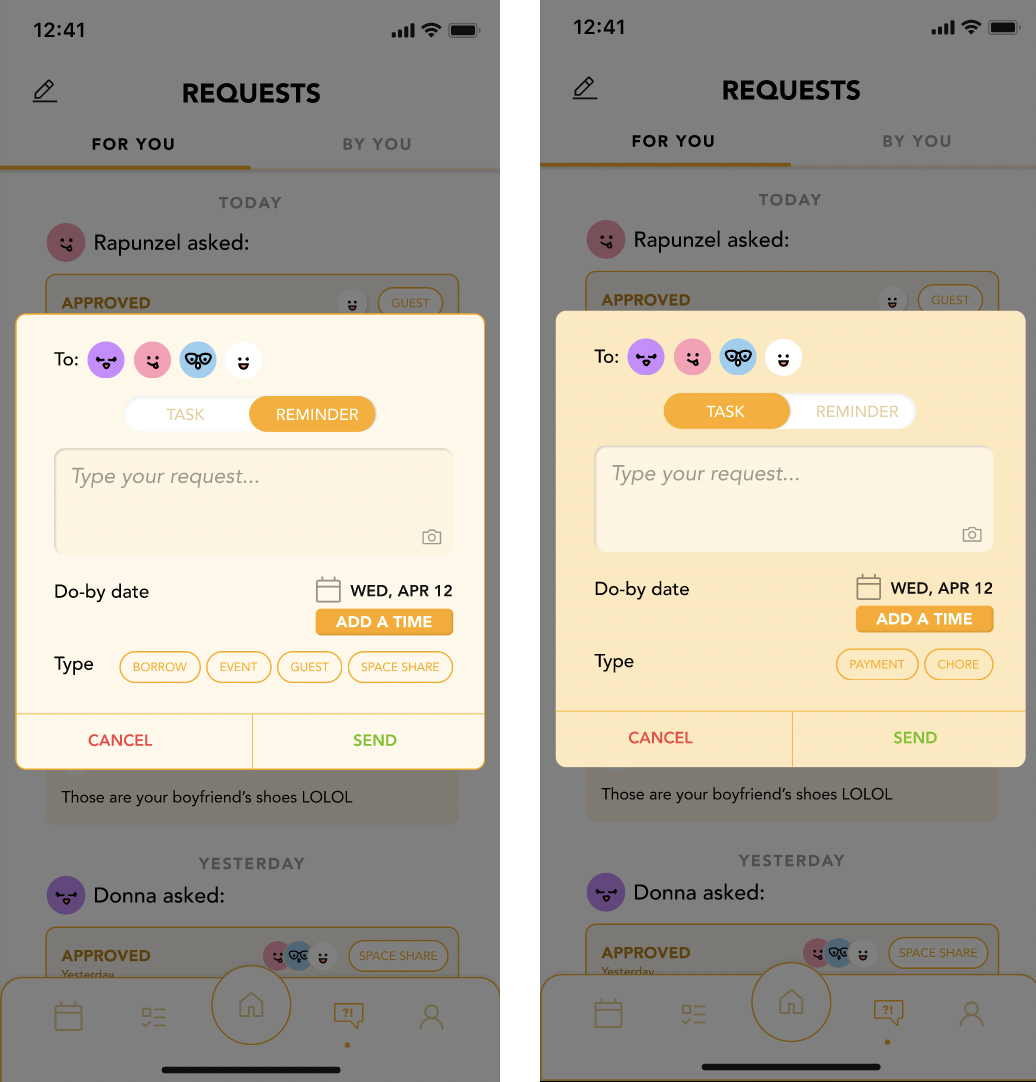 12:41
REQUESTS
FOR YOU BY YOU
TODAY
Rapunzel asked:
APPROVED GUEST
To:
TASK REMINDER
Type your request...
Do-by date WED, APR 12
ADD A TIME
Type BORROW EVENT GUEST SPACE SHARE
CANCEL SEND
Those are your boyfriend's shoes LOLOL
YESTERDAY
Donna asked:
APPROVED SPACE SHARE
Yesterday
?!
12:41
REQUESTS
FOR YOU BY YOU
TODAY
Rapunzel asked:
APPROVED GUEST
To:
TASK REMINDER
Type your request...
Do-by date WED, APR 12
ADD A TIME
Type PAYMENT CHORE
CANCEL SEND
Those are your boyfriend's shoes LOLOL
YESTERDAY
Donna asked:
APPROVED SPACE SHARE
Yesterday
?!